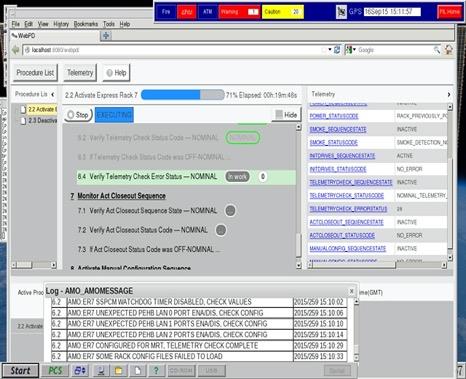 Fire
ATM
Warning
1
Caution
20
GPS 16Sep15 15:11:57
PL Home
File Edit View History Bookmarks Tools Help
WebPD
localhost:8080/webpd/
Google
Procedure List
Telemetry
Help
Procedure Lis
2.2 Activate Express Rack 7
71% Elapsed: 00h:19m:48s
Telemetry
2.2 Activate E
2.3 Deactiva
Stop
EXECUTING
Hide
6.2 Verify Telemetry Check Status Code — NOMINAL
NOMINAL
6.3 If Telemetry Check Status Code was OFF-NOMINAL ...
6.4 Verify Telemetry Check Error Status — NOMINAL
In work
0
7 Monitor Act Closeout Sequence
7.1 Verify Act Closeout Sequence State — NOMINAL
...
7.2 Verify Act Closeout Status Code — NOMINAL
...
7.3 If Act Closeout Status Code was OFF-NOMINAL...
8 Activate Manual Configuration Sequence
POWER_SEQUENCESTATE
INACTIVE
POWER_STATUSCODE
RACK_PREVIOUSLY_PO
SMOKE_SEQUENCESTATE
INACTIVE
SMOKE_STATUSCODE
SMOKE_DETECTION_N
INITDRIVES_SEQUENCESTATE
ACTIVE
INITDRIVES_STATUSCODE
NO_ERROR
TELEMETRYCHECK_SEQUENCESTATE
INACTIVE
TELEMETRYCHECK_STATUSCODE
NOMINAL_TELEMETRY_
TELEMETRYCHECK_ERRORSTATUS
28
ACTCLOSEOUT_SEQUENCESTATE
INACTIVE
ACTCLOSEOUT_STATUSCODE
NO_ERROR
MANUALCONFIG_SEQUENCESTATE
INACTIVE
NO_ERROR
Active Proc
ime(GMT)
2.2 Activate
Log - AMO_AMOMESSAGE
x
6.2 AMO:ER7 SSPCM WATCHDOG TIMER DISABLED, CHECK VALUES 2015/259 15:10:02
6.2 AMO:ER7 UNEXPECTED PEHB LAN 0 PORT ENA/DIS, CHECK CONFIG 2015/259 15:10:06
6.2 AMO:ER7 UNEXPECTED PEHB LAN 1 PORTS ENA/DIS, CHECK CONFIG 2015/259 15:10:10
6.2 AMO:ER7 UNEXPECTED PEHB LAN 2 PORTS ENA/DIS, CHECK CONFIG 2015/259 15:10:14
6.2 AMO:ER7 CONFIGURED FOR MRT, TELEMETRY CHECK COMPLETE 2015/259 15:10:29
6.2 AMO:ER7 SOME RACK CONFIG FILES FAILED TO LOAD 2015/259 15:10:33
Start
PCS
CD-ROM
USB
Serial